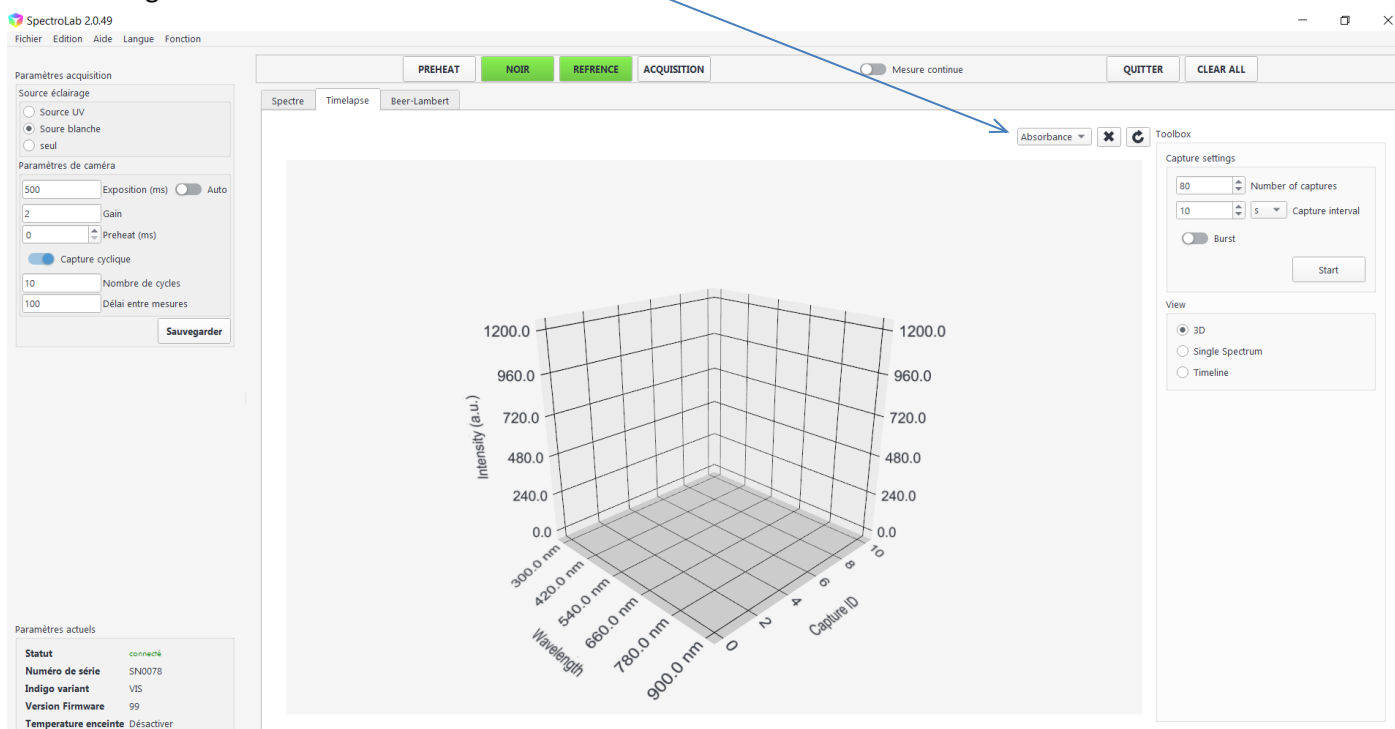 SpectroLab 2.0.49
Fichier Edition Aide Langue Fonction
PREHEAT NOIR REFRENCE ACQUISITION Mesure continue QUITTER CLEAR ALL
Paramètres acquisition
Source éclairage
Source UV
Soure blanche
seul
Paramètres de caméra
500 Exposition (ms) Auto
2 Gain
0 Preheat (ms)
Capture cyclique
10 Nombre de cycles
100 Délai entre mesures
Sauvegarder
Spectre Timelapse Beer-Lambert
Absorbance
Toolbox
Capture settings
80 Number of captures
10 s Capture interval
Burst
Start
View
3D
Single Spectrum
Timeline
1200.0 1200.0
960.0 960.0
720.0 720.0
480.0 480.0
240.0 240.0
0.0 0.0
Intensity (a.u.)
300.0 nm
420.0 nm
540.0 nm
660.0 nm
780.0 nm
900.0 nm
Wavelength
0 2 4 6 8 10
Capture ID
Paramètres actuels
Statut connecté
Numéro de série SN0078
Indigo variant VIS
Version Firmware 99
Temperature enceinte Désactiver